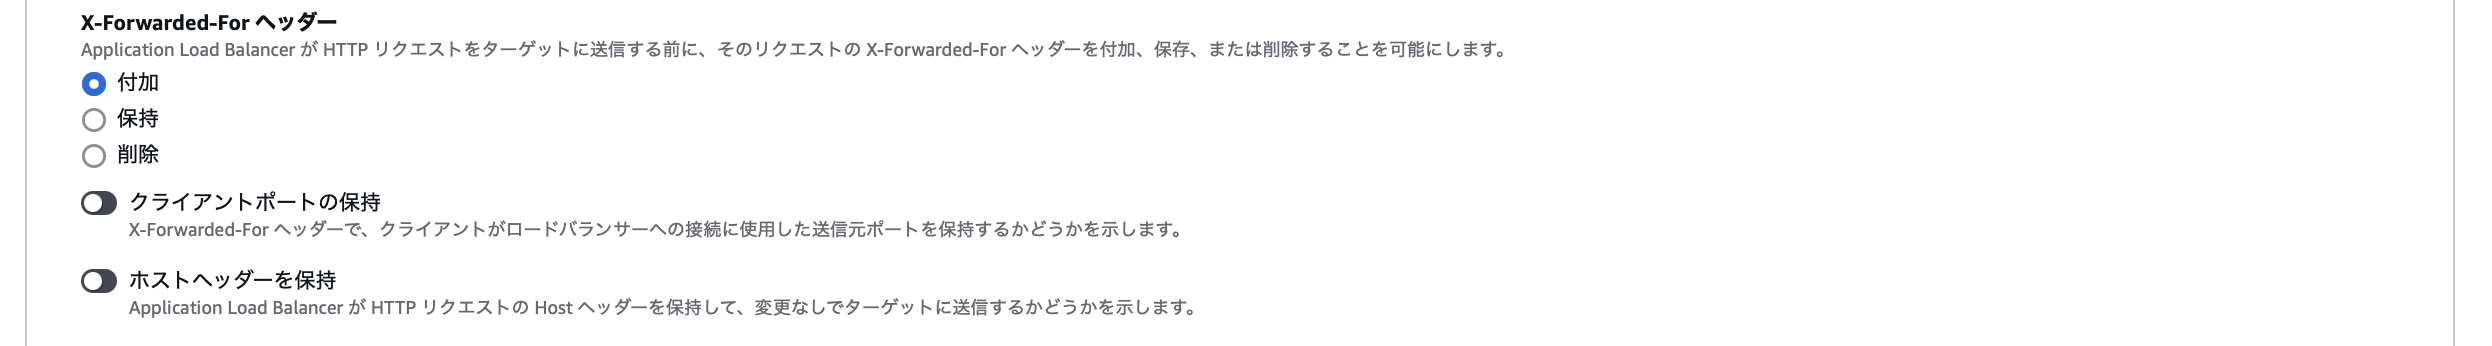 X-Forwarded-For ヘッダー
Application Load Balancer が HTTP リクエストをターゲットに送信する前に、そのリクエストの X-Forwarded-For ヘッダーを付加、保存、または削除することを可能にします。
付加
保持
削除
クライアントポートの保持
X-Forwarded-For ヘッダーで、クライアントがロードバランサーへの接続に使用した送信元ポートを保持するかどうかを示します。
ホストヘッダーを保持
Application Load Balancer が HTTP リクエストの Host ヘッダーを保持して、変更なしでターゲットに送信するかどうかを示します。